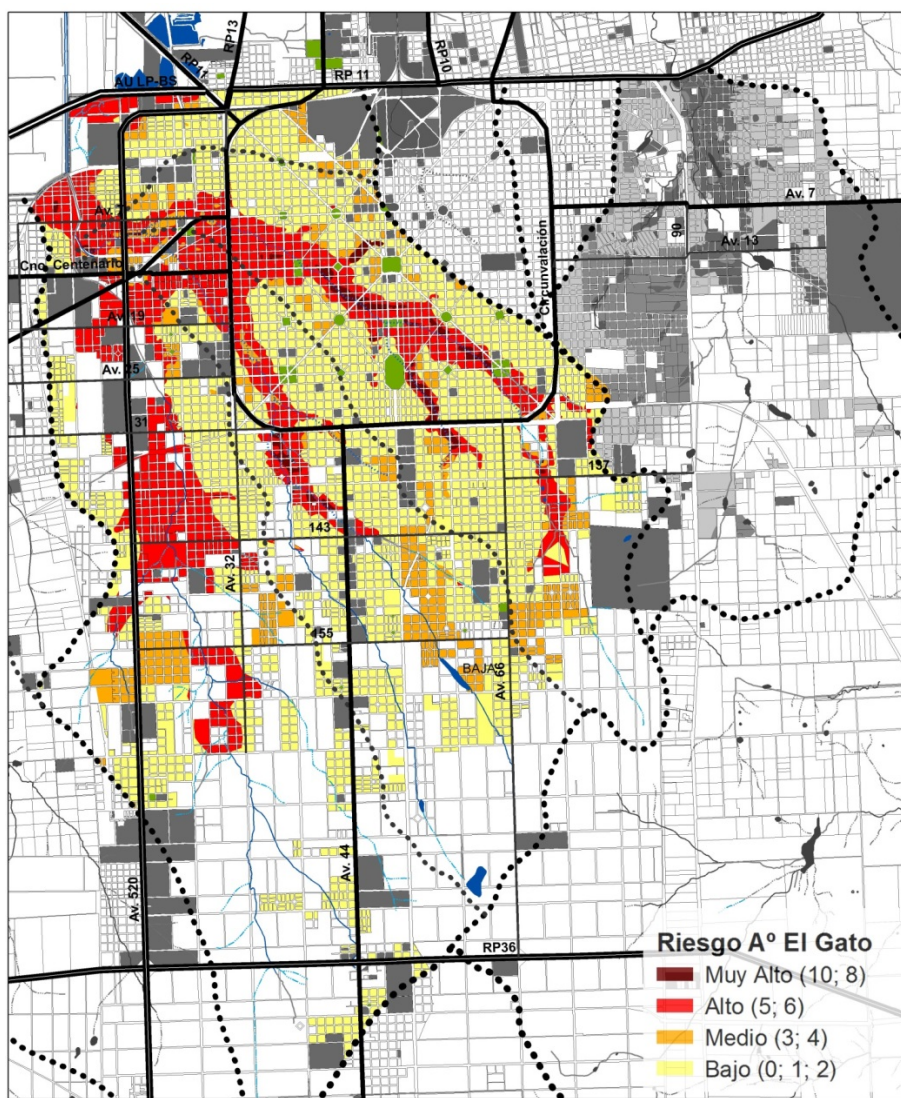 RP13
RP11
RP10
RP 11
AU LP-BS
Av. 7
90
Av. 13
Cno. Centenario
Circunvalación
Av. 19
Av. 25
31
137
143
Av. 32
155
BAJA
Av. 66
Av. 44
Av. 520
RP36
Riesgo Aº El Gato
Muy Alto (10; 8)
Alto (5; 6)
Medio (3; 4)
Bajo (0; 1; 2)